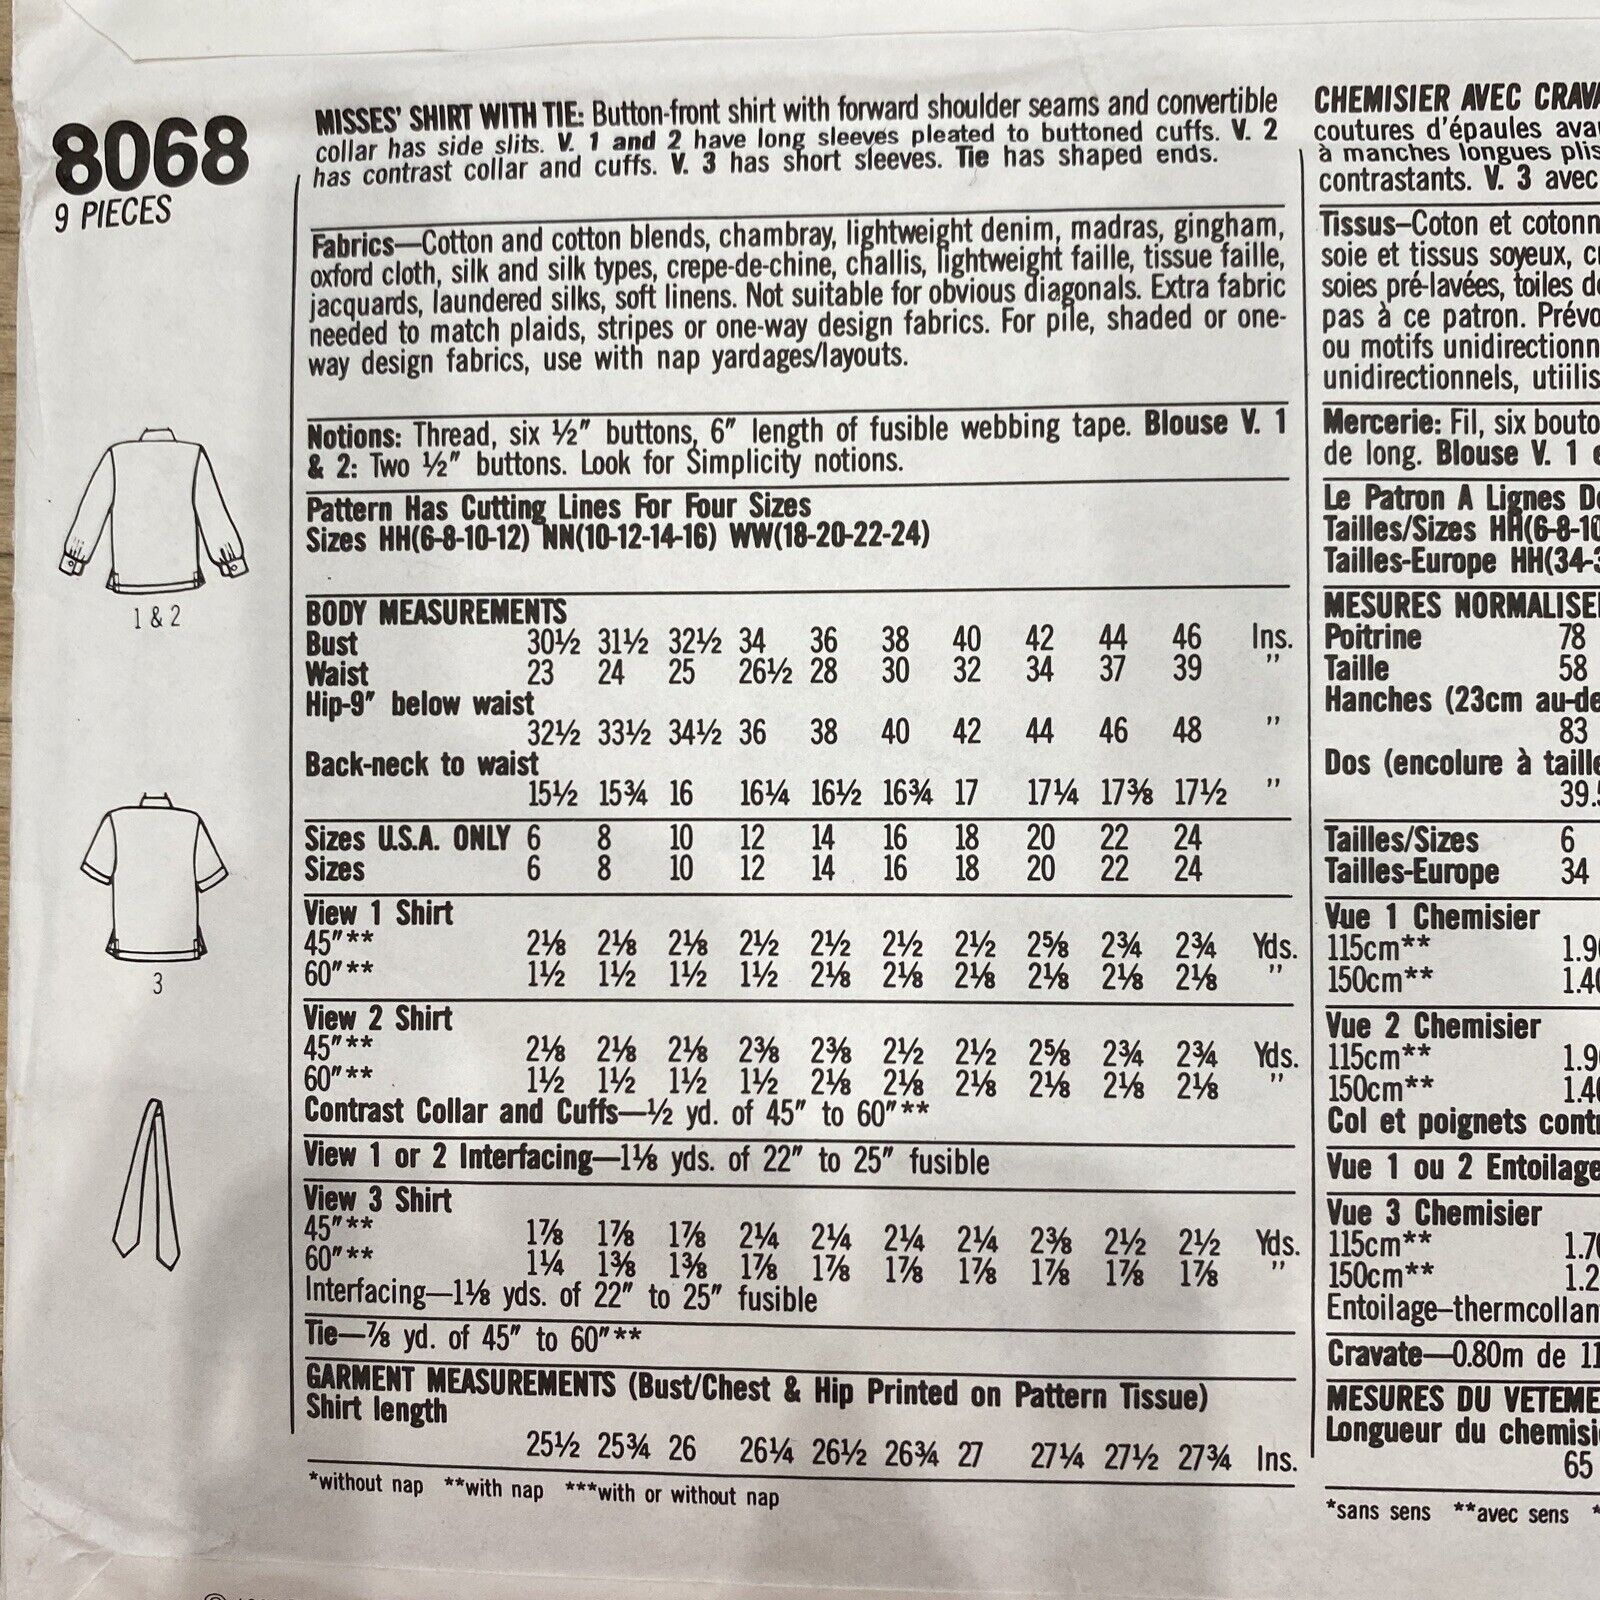 8068
9 PIECES
MISSES' SHIRT WITH TIE: Button-front shirt with forward shoulder seams and convertible
collar has side slits. V. 1 and 2 have long sleeves pleated to buttoned cuffs. V. 2
has contrast collar and cuffs. V. 3 has short sleeves. Tie has shaped ends.
Fabrics—Cotton and cotton blends, chambray, lightweight denim, madras, gingham,
oxford cloth, silk and silk types, crepe-de-chine, challis, lightweight faille, tissue faille,
jacquards, laundered silks, soft linens. Not suitable for obvious diagonals. Extra fabric
needed to match plaids, stripes or one-way design fabrics. For pile, shaded or one-
way design fabrics, use with nap yardages/layouts.
Notions: Thread, six ½" buttons, 6" length of fusible webbing tape. Blouse V. 1
& 2: Two ½" buttons. Look for Simplicity notions.
Pattern Has Cutting Lines For Four Sizes
Sizes HH(6-8-10-12) NN(10-12-14-16) WW(18-20-22-24)
BODY MEASUREMENTS
Bust 30½ 31½ 32½ 34 36 38 40 42 44 46 Ins.
Waist 23 24 25 26½ 28 30 32 34 37 39 "
Hip-9" below waist
32½ 33½ 34½ 36 38 40 42 44 46 48 "
Back-neck to waist
15½ 15¾ 16 16¼ 16½ 16¾ 17 17¼ 17⅜ 17½ "
Sizes U.S.A. ONLY 6 8 10 12 14 16 18 20 22 24
Sizes 6 8 10 12 14 16 18 20 22 24
View 1 Shirt
45"** 2⅛ 2⅛ 2⅛ 2½ 2½ 2½ 2½ 2⅝ 2¾ 2¾ Yds.
60"** 1½ 1½ 1½ 1½ 2⅛ 2⅛ 2⅛ 2⅛ 2⅛ 2⅛ "
View 2 Shirt
45"** 2⅛ 2⅛ 2⅛ 2⅜ 2⅜ 2½ 2½ 2⅝ 2¾ 2¾ Yds.
60"** 1½ 1½ 1½ 1½ 2⅛ 2⅛ 2⅛ 2⅛ 2⅛ 2⅛ "
Contrast Collar and Cuffs—½ yd. of 45" to 60"**
View 1 or 2 Interfacing—1⅛ yds. of 22" to 25" fusible
View 3 Shirt
45"** 1⅞ 1⅞ 1⅞ 2¼ 2¼ 2¼ 2¼ 2⅜ 2½ 2½ Yds.
60"** 1¼ 1⅜ 1⅜ 1⅞ 1⅞ 1⅞ 1⅞ 1⅞ 1⅞ 1⅞ "
Interfacing—1⅛ yds. of 22" to 25" fusible
Tie—⅞ yd. of 45" to 60"**
GARMENT MEASUREMENTS (Bust/Chest & Hip Printed on Pattern Tissue)
Shirt length
25½ 25¾ 26 26¼ 26½ 26¾ 27 27¼ 27½ 27¾ Ins.
*without nap **with nap ***with or without nap
1 & 2
3
CHEMISIER AVEC CRAVA
coutures d'épaules ava
à manches longues plis
contrastants. V. 3 avec
Tissus—Coton et cotonn
soie et tissus soyeux, c
soies pré-lavées, toiles d
pas à ce patron. Prévo
ou motifs unidirectionn
unidirectionnels, utiilis
Mercerie: Fil, six bouto
de long. Blouse V. 1 e
Le Patron A Lignes D
Tailles/Sizes HH(6-8-10
Tailles-Europe HH(34-3
MESURES NORMALISE
Poitrine 78
Taille 58
Hanches (23cm au-de
83
Dos (encolure à taille
39.5
Tailles/Sizes 6
Tailles-Europe 34
Vue 1 Chemisier
115cm** 1.90
150cm** 1.40
Vue 2 Chemisier
115cm** 1.90
150cm** 1.40
Col et poignets contr
Vue 1 ou 2 Entoilage
Vue 3 Chemisier
115cm** 1.70
150cm** 1.2
Entoilage—thermcollan
Cravate—0.80m de 11
MESURES DU VETEME
Longueur du chemisi
65
*sans sens **avec sens *